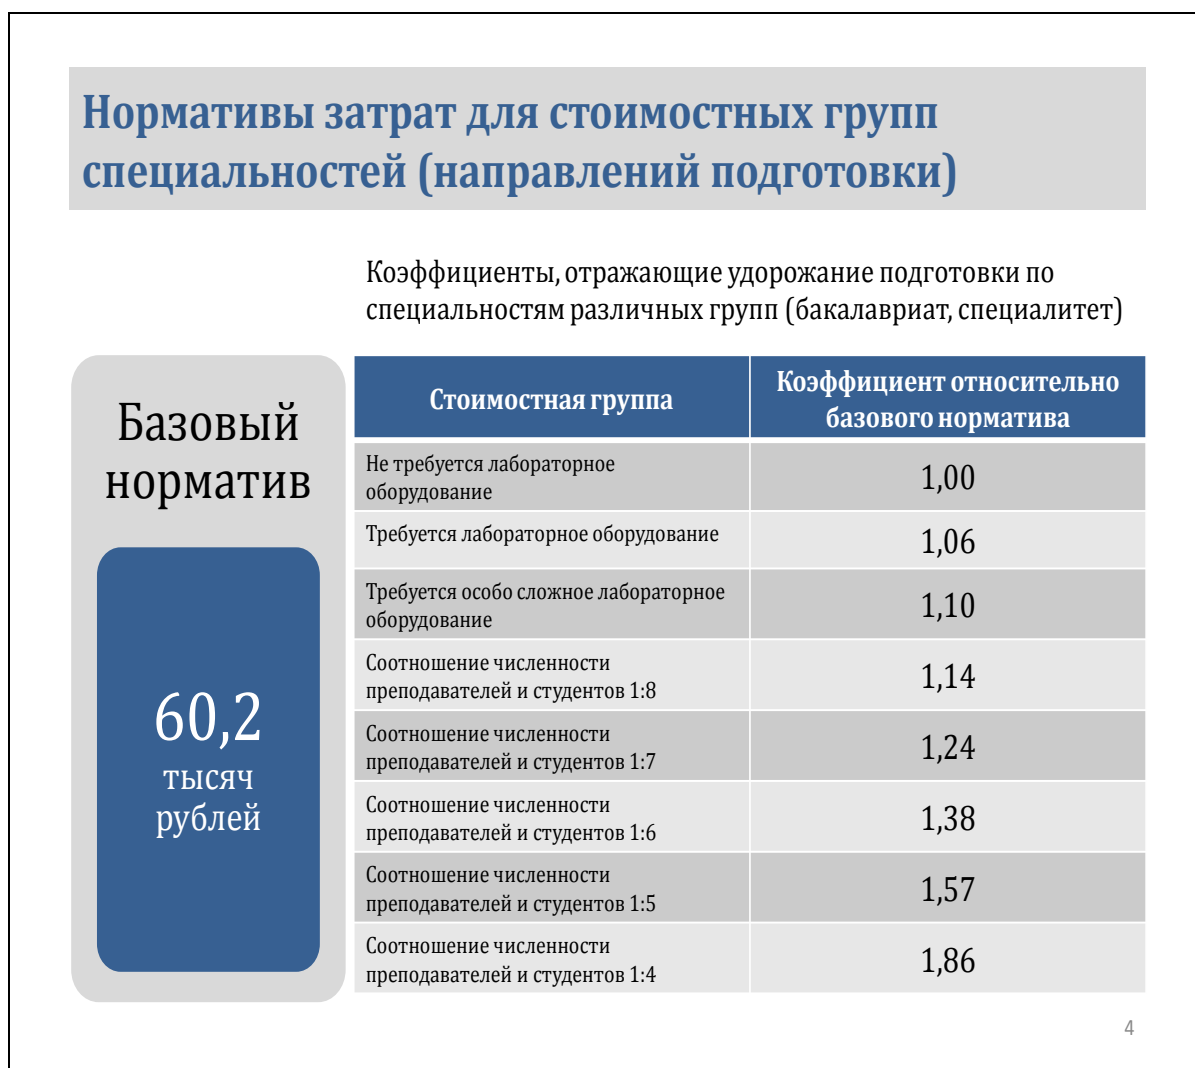 Нормативы затрат для стоимостных групп
специальностей (направлений подготовки)
Коэффициенты, отражающие удорожание подготовки по
специальностям различных групп (бакалавриат, специалитет)
Базовый
норматив
60,2
тысяч
рублей
Стоимостная группа
Коэффициент относительно
базового норматива
Не требуется лабораторное
оборудование
1,00
Требуется лабораторное оборудование
1,06
Требуется особо сложное лабораторное
оборудование
1,10
Соотношение численности
преподавателей и студентов 1:8
1,14
Соотношение численности
преподавателей и студентов 1:7
1,24
Соотношение численности
преподавателей и студентов 1:6
1,38
Соотношение численности
преподавателей и студентов 1:5
1,57
Соотношение численности
преподавателей и студентов 1:4
1,86
4